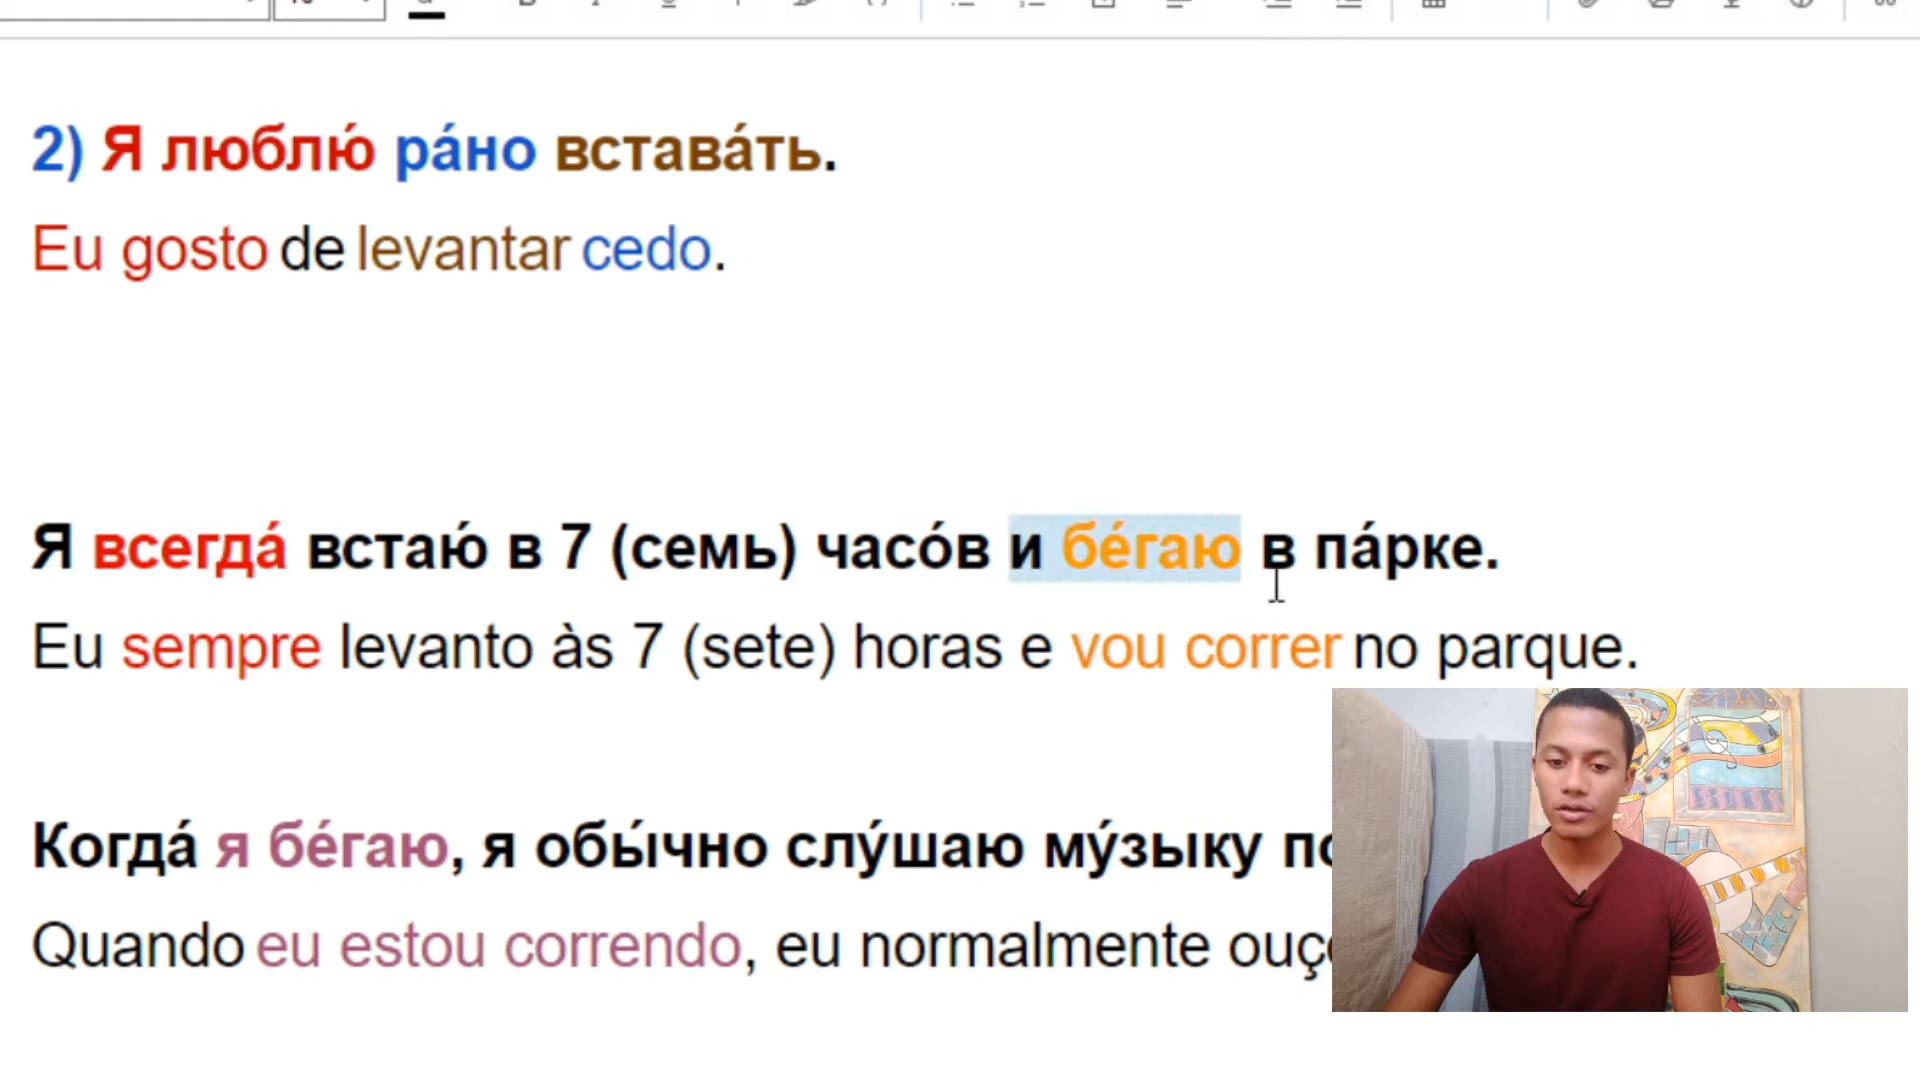 2) Я люблю́ ра́но встава́ть.
Eu gosto de levantar cedo.
Я всегда́ встаю́ в 7 (семь) часо́в и бе́гаю в па́рке.
Eu sempre levanto às 7 (sete) horas e vou correr no parque.
Когда́ я бе́гаю, я обы́чно слу́шаю му́зыку
Quando eu estou correndo, eu normalmente